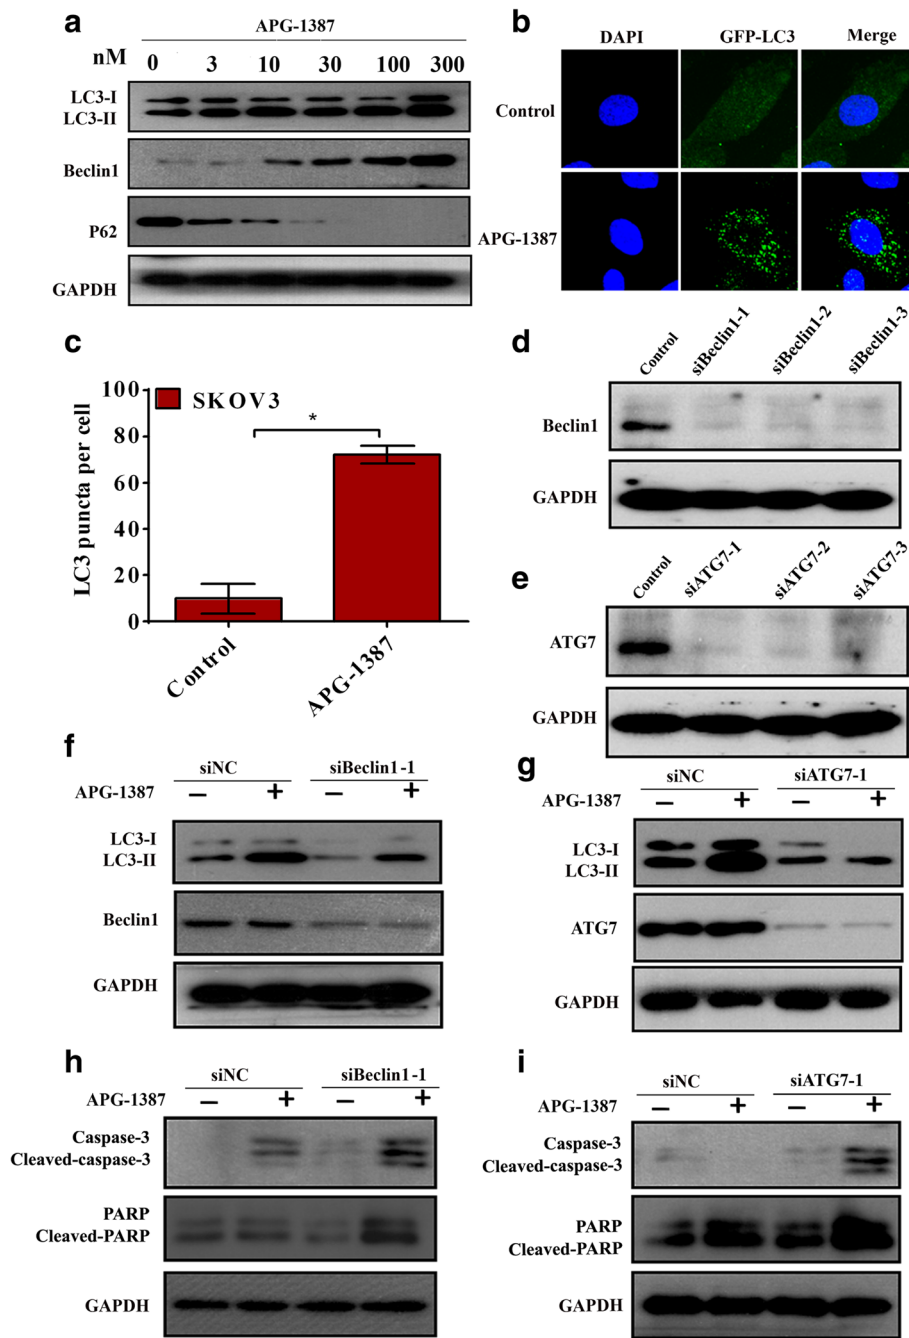 a
APG-1387
nM 0 3 10 30 100 300
LC3-I
LC3-II
Beclin1
P62
GAPDH
b
DAPI GFP-LC3 Merge
Control
APG-1387
c
100
80
60
40
20
0
LC3 puncta per cell
SKOV3
*
Control
APG-1387
d
Control siBeclin1-1 siBeclin1-2 siBeclin1-3
Beclin1
GAPDH
e
Control siATG7-1 siATG7-2 siATG7-3
ATG7
GAPDH
f
siNC siBeclin1-1
APG-1387 − + − +
LC3-I
LC3-II
Beclin1
GAPDH
g
siNC siATG7-1
APG-1387 − + − +
LC3-I
LC3-II
ATG7
GAPDH
h
siNC siBeclin1-1
APG-1387 − + − +
Caspase-3
Cleaved-caspase-3
PARP
Cleaved-PARP
GAPDH
i
siNC siATG7-1
APG-1387 − + − +
Caspase-3
Cleaved-caspase-3
PARP
Cleaved-PARP
GAPDH